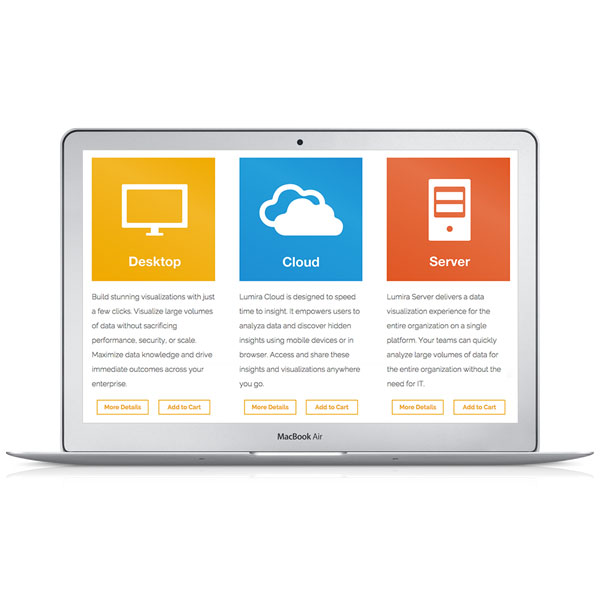 Desktop
Build stunning visualizations with just
a few clicks. Visualize large volumes
of data without sacrificing
performance, security, or scale.
Maximize data knowledge and drive
immediate outcomes across your
enterprise.
More Details
Add to Cart
Cloud
Lumira Cloud is designed to speed
time to insight. It empowers users to
analyza data and discover hidden
insights using mobile devices or in
browser. Access and share these
insights and visualizations anywhere
you go.
More Details
Add to Cart
Server
Lumira Server delivers a data
visualization experience for the
entire organization on a single
platform. Your teams can quickly
analyze large volumes of data for
the entire organization without the
need for IT.
More Details
Add to Cart
MacBook Air